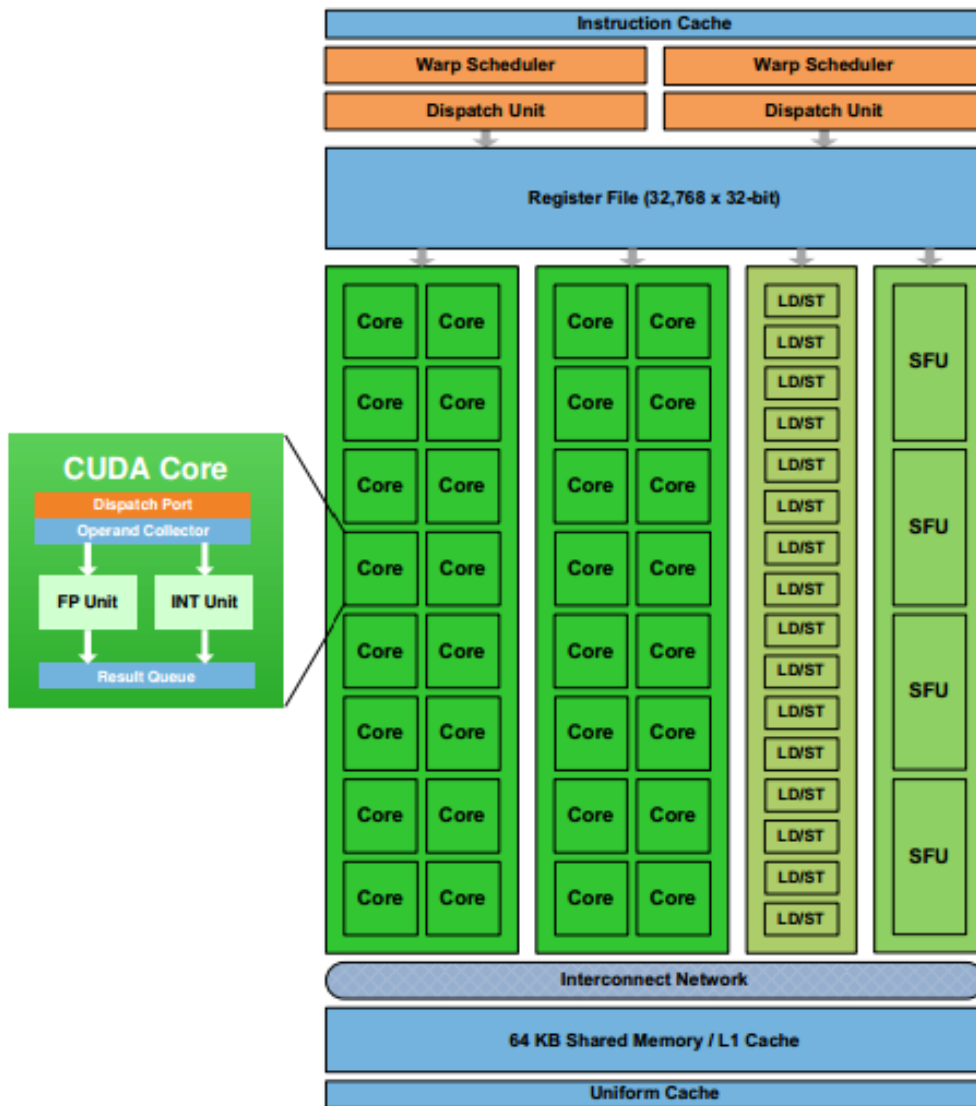 Instruction Cache
Warp Scheduler Warp Scheduler
Dispatch Unit Dispatch Unit
Register File (32,768 x 32-bit)
Core Core Core Core LD/ST
LD/ST
SFU
Core Core Core Core LD/ST
LD/ST
Core Core Core Core LD/ST
LD/ST
SFU
Core Core Core Core LD/ST
LD/ST
Core Core Core Core LD/ST
LD/ST
SFU
Core Core Core Core LD/ST
LD/ST
Core Core Core Core LD/ST
LD/ST
SFU
Core Core Core Core LD/ST
LD/ST
CUDA Core
Dispatch Port
Operand Collector
FP Unit INT Unit
Result Queue
Interconnect Network
64 KB Shared Memory / L1 Cache
Uniform Cache